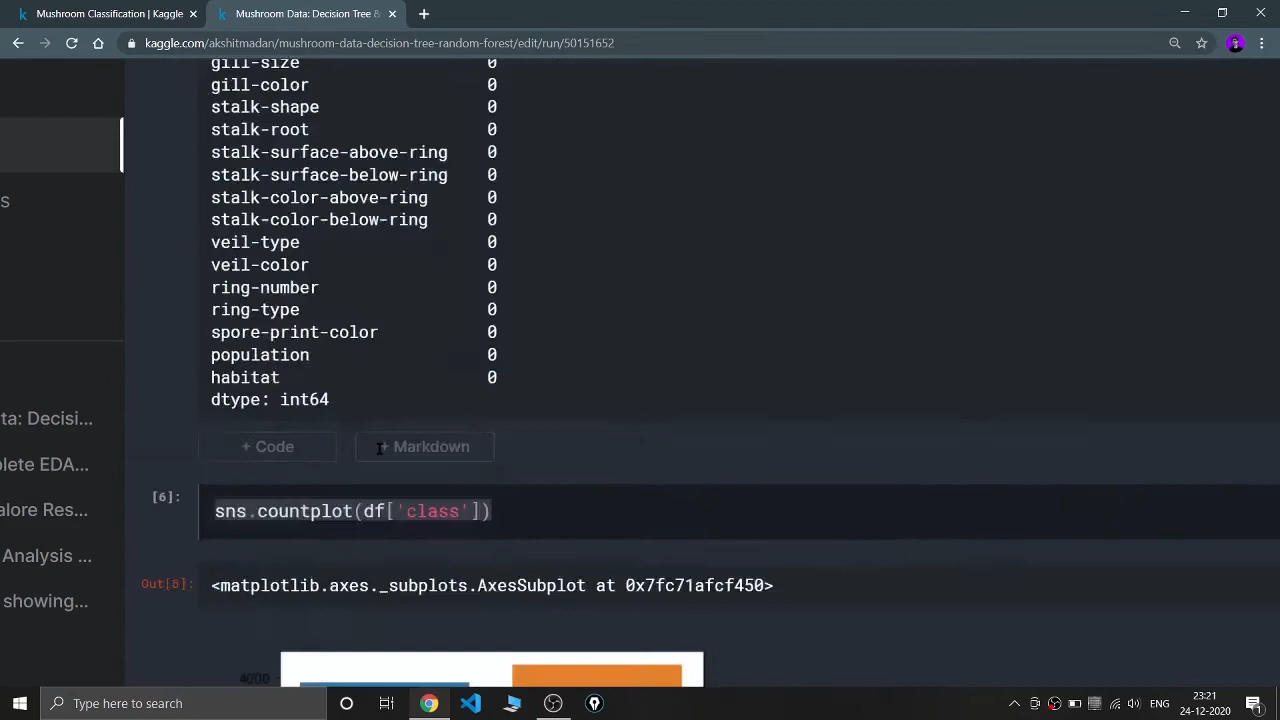 Mushroom Classification | Kaggle
Mushroom Data: Decision Tree &
kaggle.com/akshitmadan/mushroom-data-decision-tree-random-forest/edit/run/50151652
gill-size 0
gill-color 0
stalk-shape 0
stalk-root 0
stalk-surface-above-ring 0
stalk-surface-below-ring 0
stalk-color-above-ring 0
stalk-color-below-ring 0
veil-type 0
veil-color 0
ring-number 0
ring-type 0
spore-print-color 0
population 0
habitat 0
dtype: int64
s
ta: Decisi...
plete EDA...
alore Res...
Analysis ...
showing...
+ Code
+ Markdown
[6]:
sns.countplot(df['class'])
Out[6]:
<matplotlib.axes._subplots.AxesSubplot at 0x7fc71afcf450>
4000
Type here to search
ENG
23:21
24-12-2020